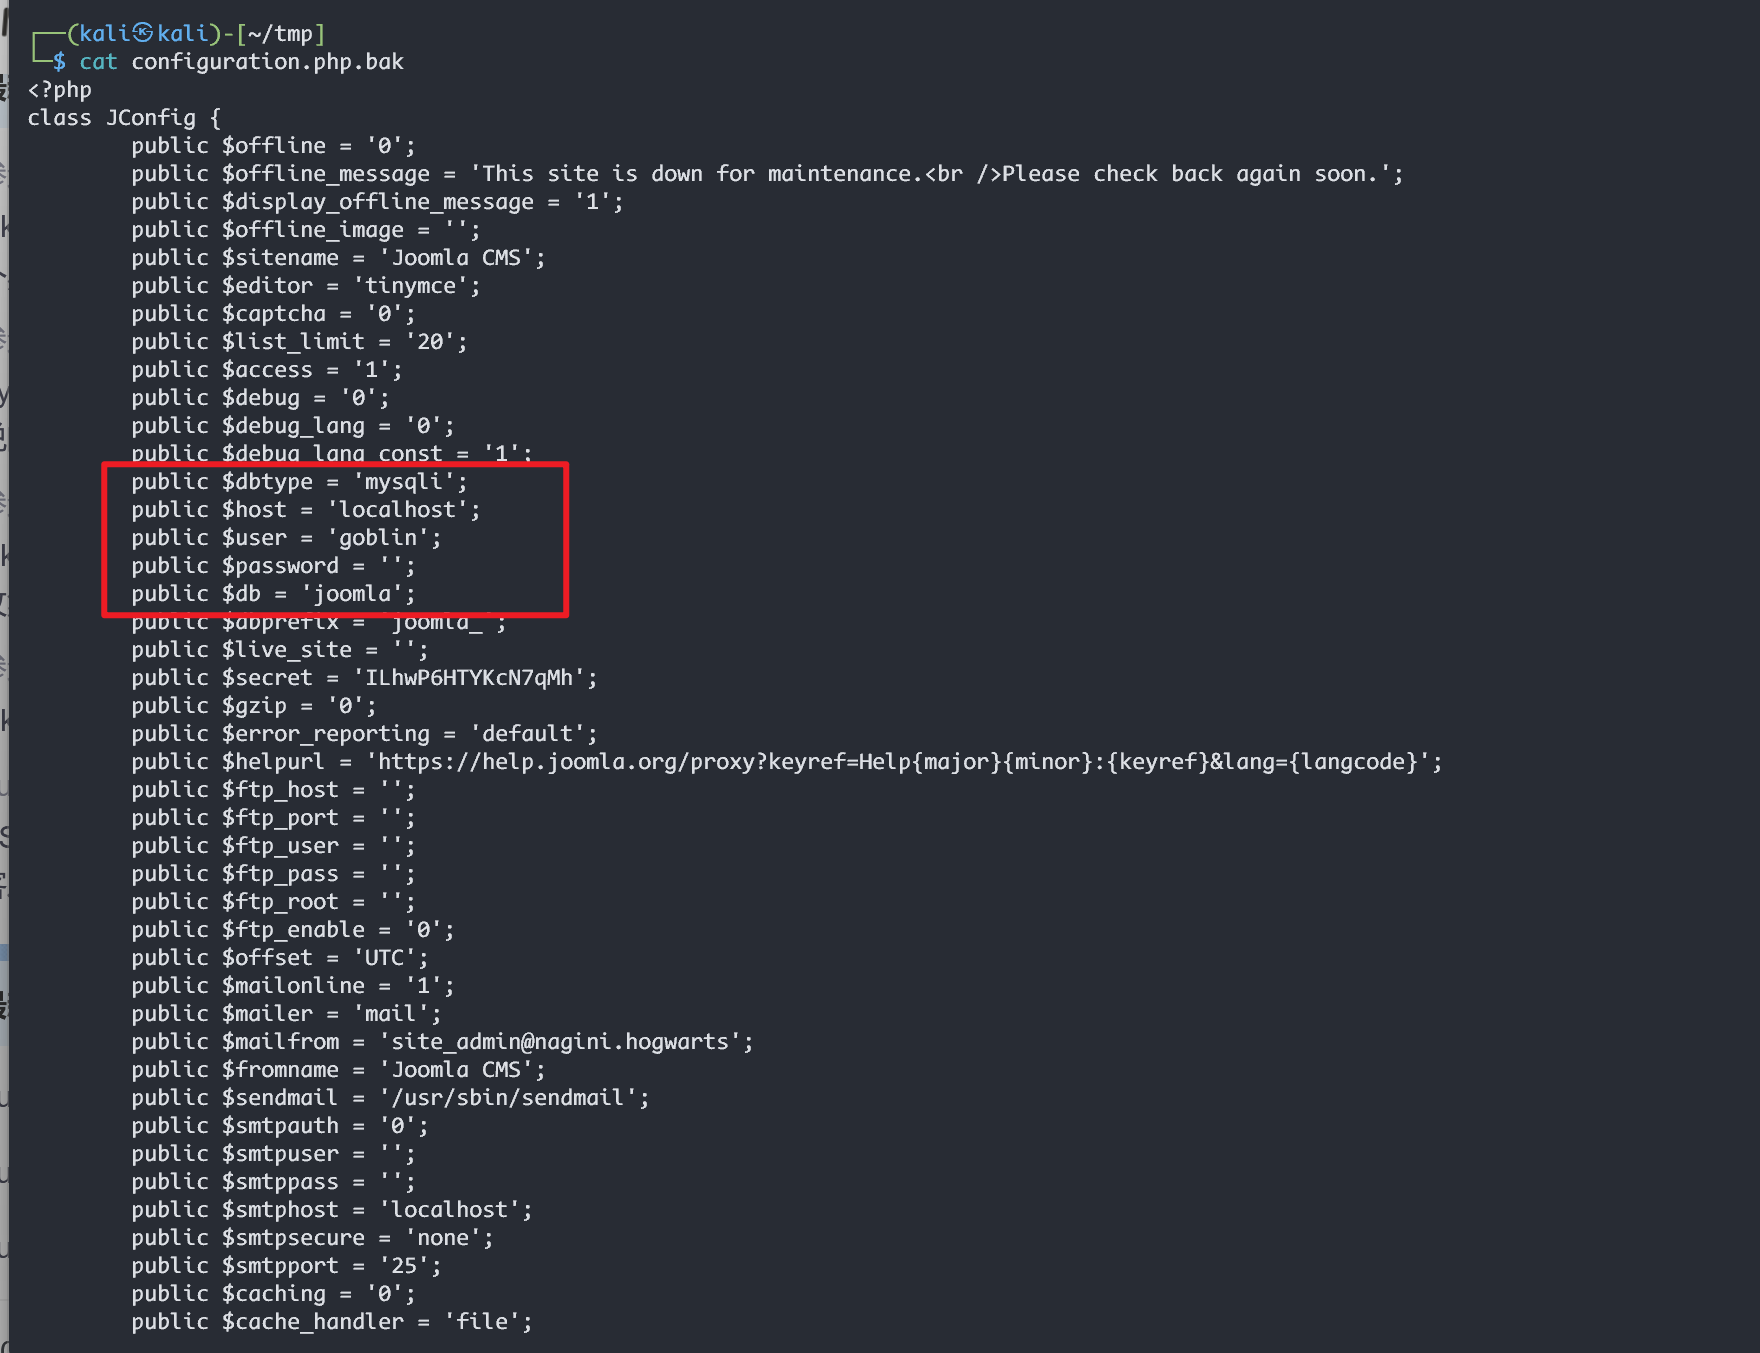 (kali㉿kali)-[~/tmp]
$ cat configuration.php.bak
<?php
class JConfig {
public $offline = '0';
public $offline_message = 'This site is down for maintenance.<br />Please check back again soon.';
public $display_offline_message = '1';
public $offline_image = '';
public $sitename = 'Joomla CMS';
public $editor = 'tinymce';
public $captcha = '0';
public $list_limit = '20';
public $access = '1';
public $debug = '0';
public $debug_lang = '0';
public $debug_lang_const = '1';
public $dbtype = 'mysqli';
public $host = 'localhost';
public $user = 'goblin';
public $password = '';
public $db = 'joomla';
public $dbprefix = 'joomla_';
public $live_site = '';
public $secret = 'ILhwP6HTYKcN7qMh';
public $gzip = '0';
public $error_reporting = 'default';
public $helpurl = 'https://help.joomla.org/proxy?keyref=Help{major}{minor}:{keyref}&lang={langcode}';
public $ftp_host = '';
public $ftp_port = '';
public $ftp_user = '';
public $ftp_pass = '';
public $ftp_root = '';
public $ftp_enable = '0';
public $offset = 'UTC';
public $mailonline = '1';
public $mailer = 'mail';
public $mailfrom = 'site_admin@nagini.hogwarts';
public $fromname = 'Joomla CMS';
public $sendmail = '/usr/sbin/sendmail';
public $smtpauth = '0';
public $smtpuser = '';
public $smtppass = '';
public $smtphost = 'localhost';
public $smtpsecure = 'none';
public $smtpport = '25';
public $caching = '0';
public $cache_handler = 'file';